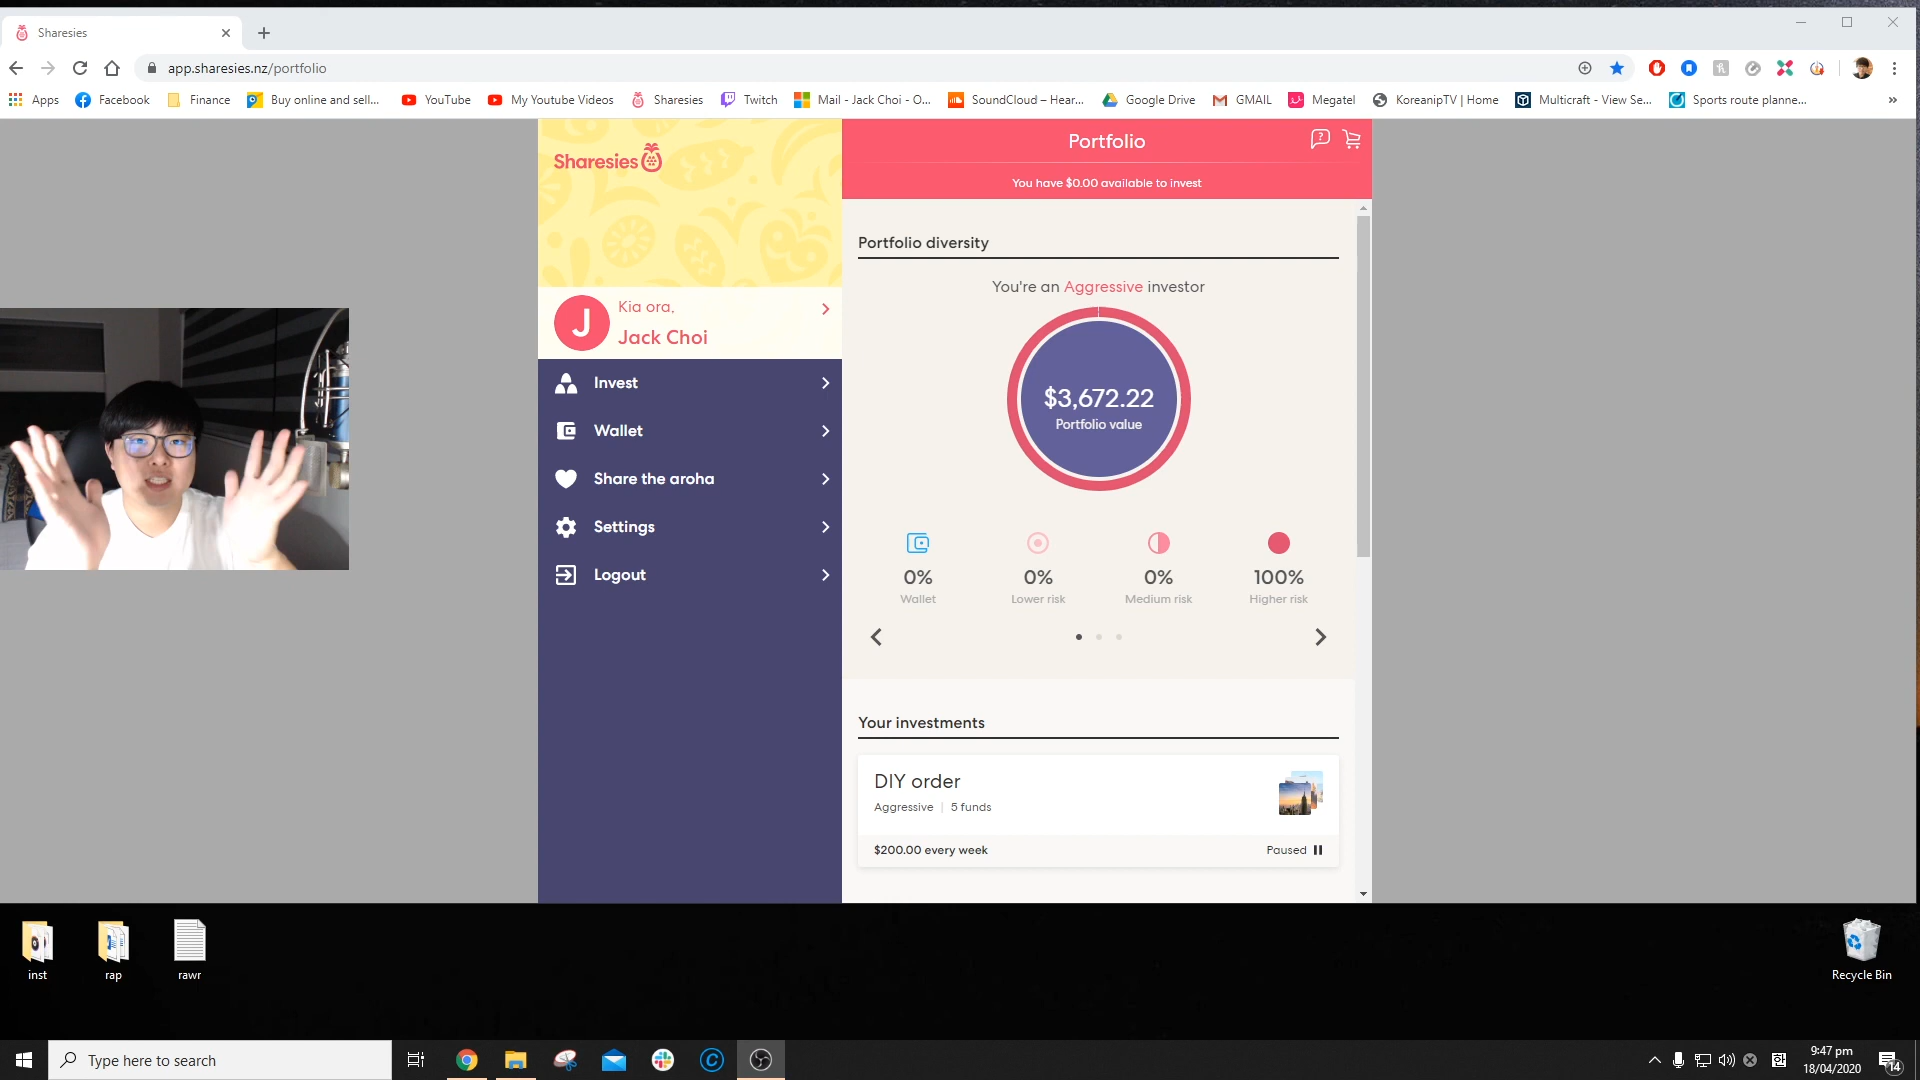 Sharesies
app.sharesies.nz/portfolio
Apps
Facebook
Finance
Buy online and sell...
YouTube
My Youtube Videos
Sharesies
Twitch
Mail - Jack Choi - O...
SoundCloud – Hear...
Google Drive
GMAIL
Megatel
KoreanipTV | Home
Multicraft - View Se...
Sports route planne...
»
Sharesies
Kia ora,
J
Jack Choi
Invest
Wallet
Share the aroha
Settings
Logout
Portfolio
You have $0.00 available to invest
Portfolio diversity
You're an Aggressive investor
$3,672.22
Portfolio value
0%
Wallet
0%
Lower risk
0%
Medium risk
100%
Higher risk
Your investments
DIY order
Aggressive | 5 funds
$200.00 every week
Paused
inst
rap
rawr
Recycle Bin
Type here to search
9:47 pm
18/04/2020
14